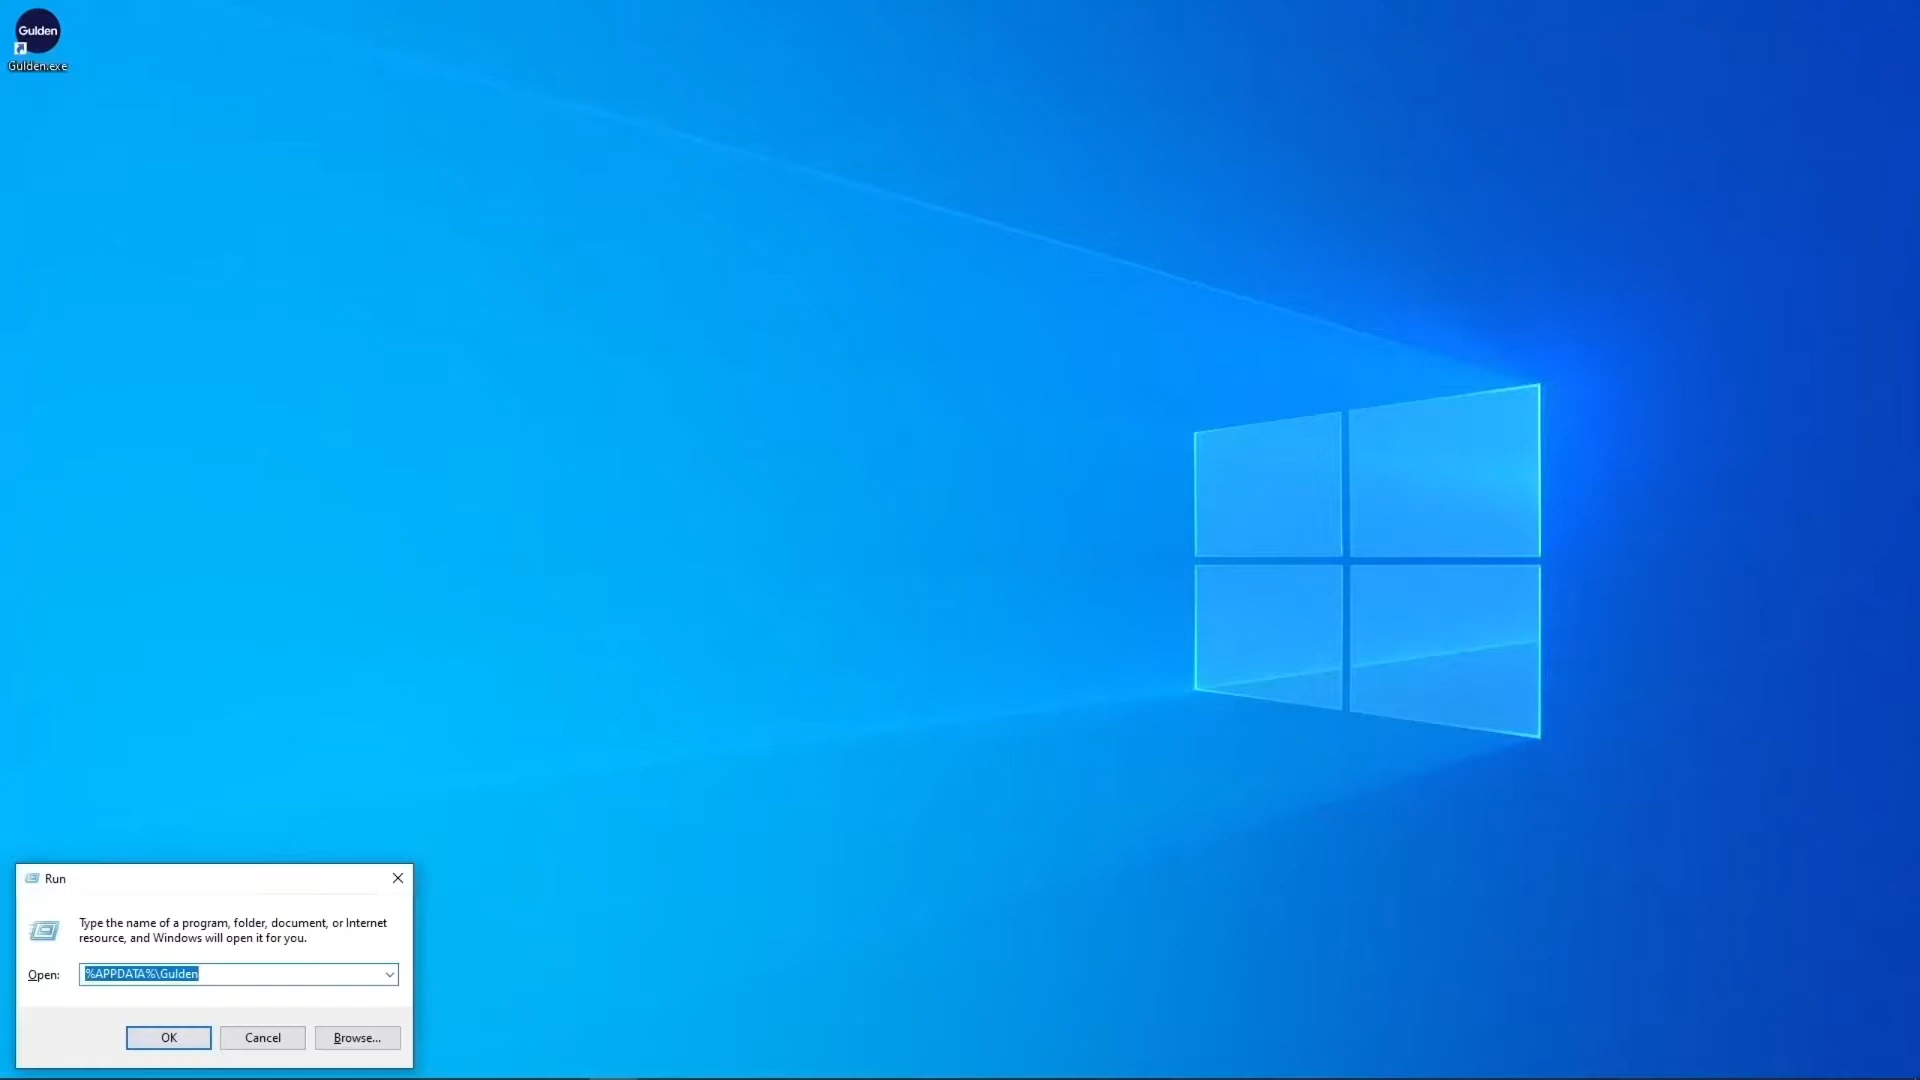 Gulden
Gulden.exe
Run
Type the name of a program, folder, document, or Internet
resource, and Windows will open it for you.
Open:
%APPDATA%\Gulden
OK
Cancel
Browse...